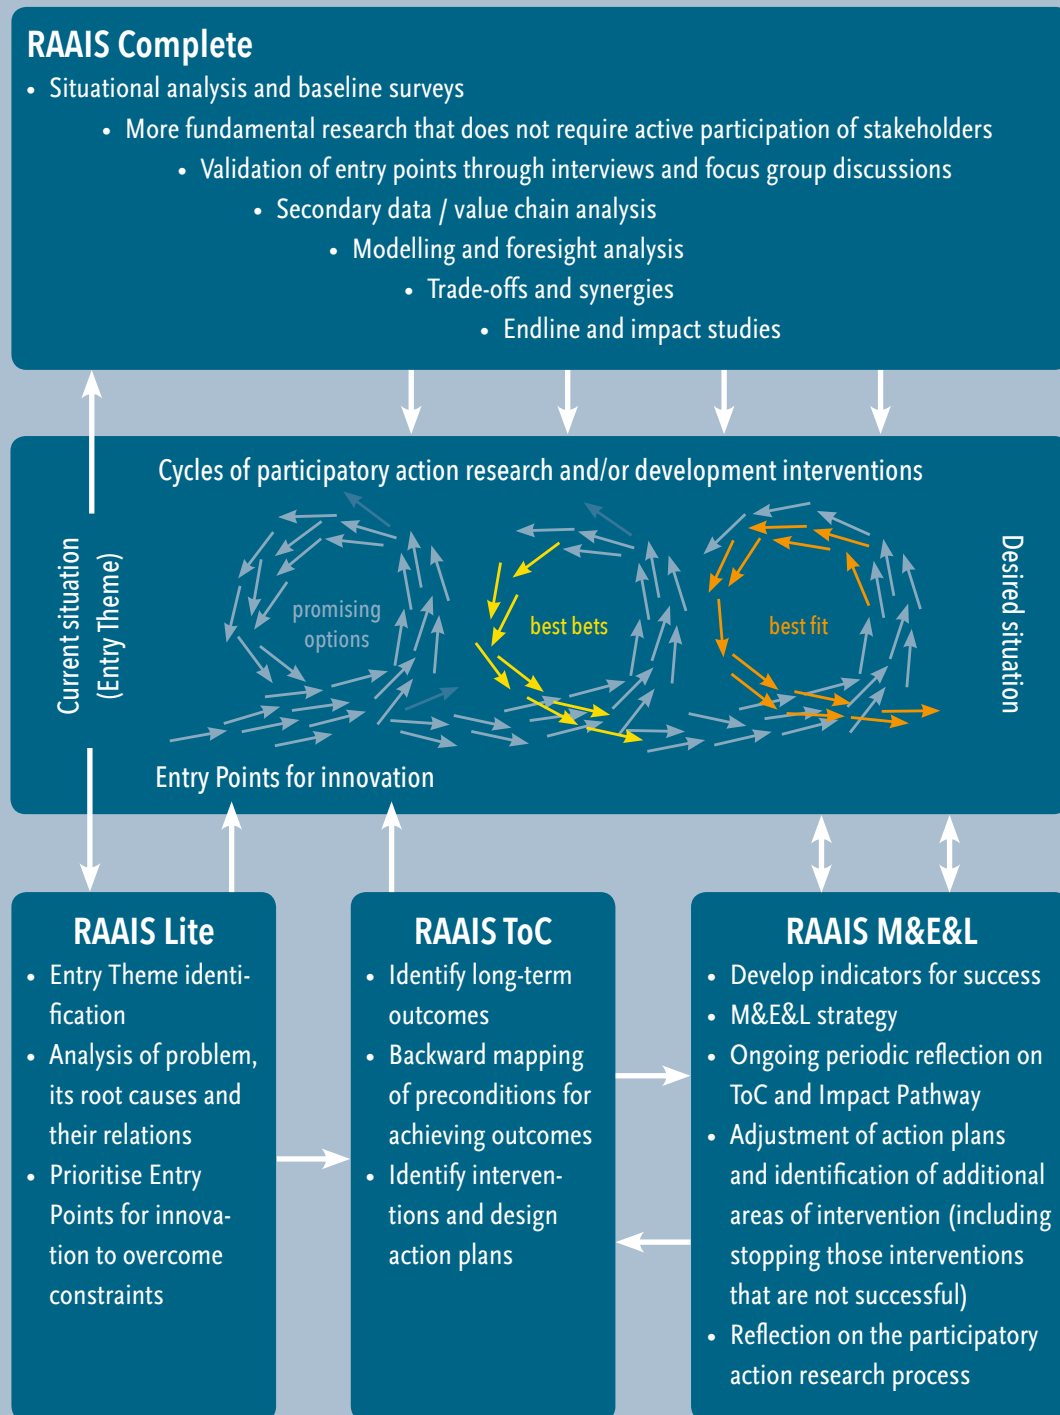 RAAIS Complete
• Situational analysis and baseline surveys
• More fundamental research that does not require active participation of stakeholders
• Validation of entry points through interviews and focus group discussions
• Secondary data / value chain analysis
• Modelling and foresight analysis
• Trade-offs and synergies
• Endline and impact studies
Cycles of participatory action research and/or development interventions
Current situation
(Entry Theme)
promising
options
best bets
best fit
Desired situation
Entry Points for innovation
RAAIS Lite
• Entry Theme identi-
fication
• Analysis of problem,
its root causes and
their relations
• Prioritise Entry
Points for innova-
tion to overcome
constraints
RAAIS ToC
• Identify long-term
outcomes
• Backward mapping
of preconditions for
achieving outcomes
• Identify interven-
tions and design
action plans
RAAIS M&E&L
• Develop indicators for success
• M&E&L strategy
• Ongoing periodic reflection on
ToC and Impact Pathway
• Adjustment of action plans
and identification of additional
areas of intervention (including
stopping those interventions
that are not successful)
• Reflection on the participatory
action research process